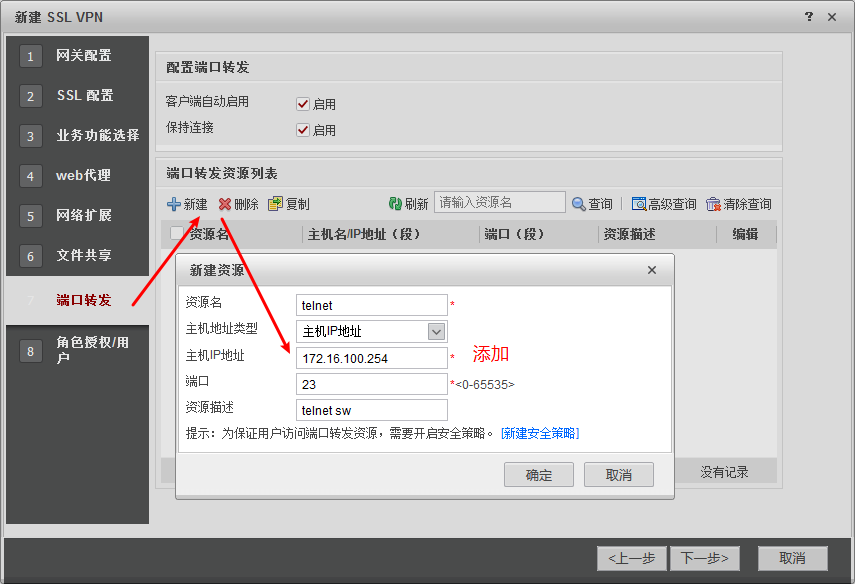 新建 SSL VPN
? ×
1 网关配置
2 SSL 配置
3 业务功能选择
4 web代理
5 网络扩展
6 文件共享
7 端口转发
8 角色授权/用户
配置端口转发
客户端自动启用 启用
保持连接 启用
端口转发资源列表
新建 删除 复制 刷新 请输入资源名 查询 高级查询 清除查询
资源名 主机名/IP地址（段） 端口（段） 资源描述 编辑
新建资源 ×
资源名 telnet *
主机地址类型 主机IP地址
主机IP地址 172.16.100.254 * 添加
端口 23 *<0-65535>
资源描述 telnet sw
提示：为保证用户访问端口转发资源，需要开启安全策略。 [新建安全策略]
确定 取消
没有记录
<上一步 下一步> 取消